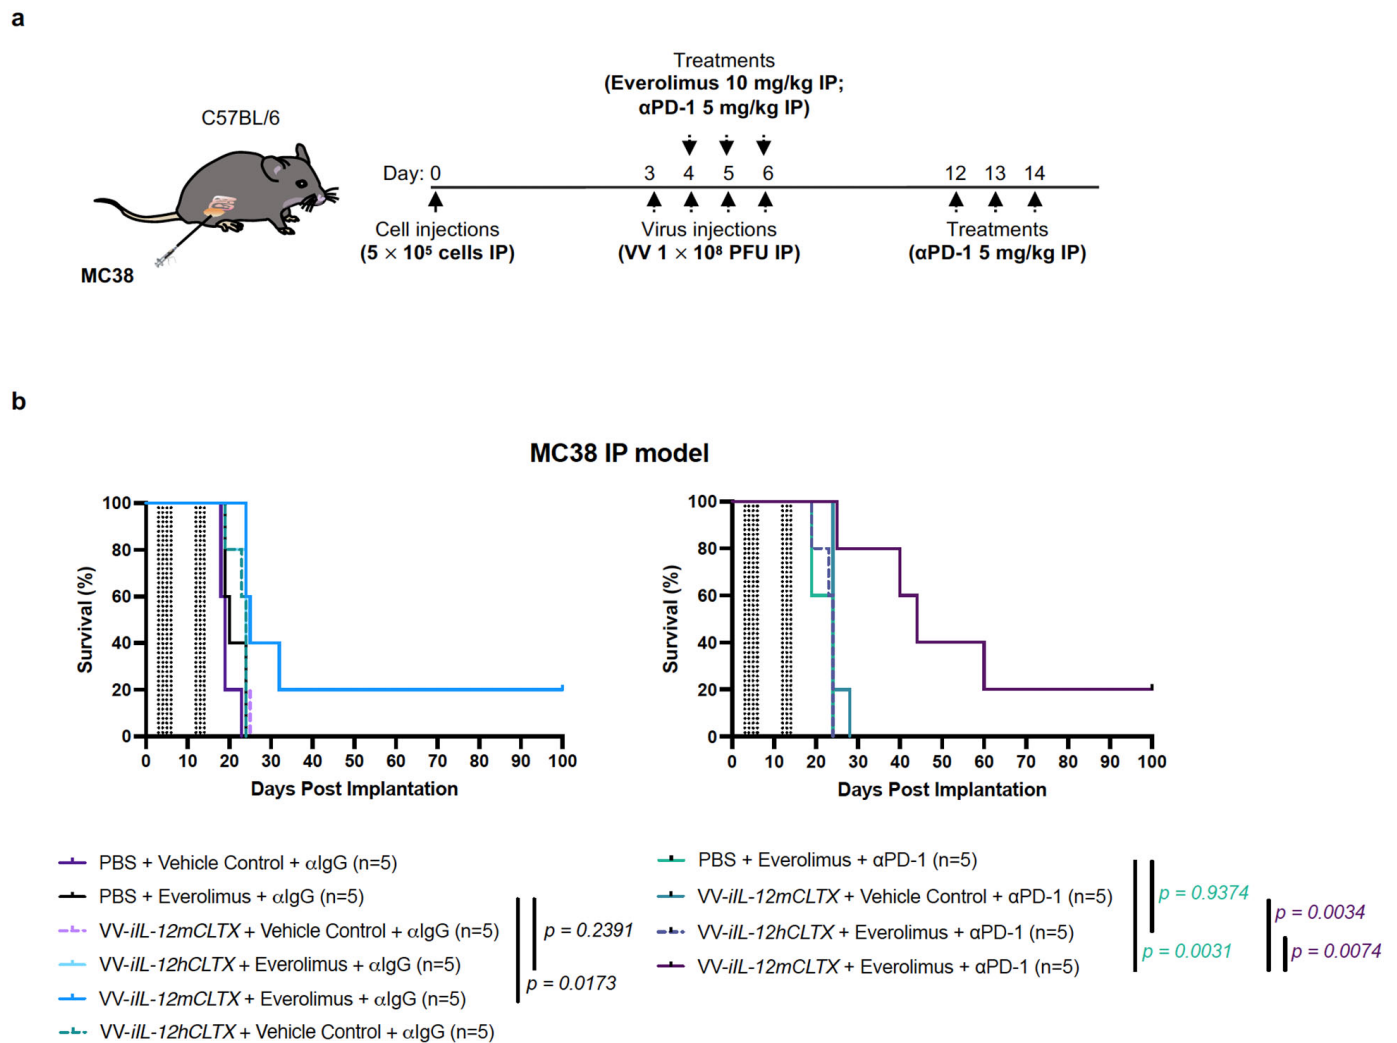 a
Treatments
(Everolimus 10 mg/kg IP;
αPD-1 5 mg/kg IP)
C57BL/6
Day: 0 3 4 5 6 12 13 14
Cell injections
(5 × 10⁵ cells IP)
Virus injections
(VV 1 × 10⁸ PFU IP)
Treatments
(αPD-1 5 mg/kg IP)
MC38
b
MC38 IP model
Survival (%)
100
80
60
40
20
0
0 10 20 30 40 50 60 70 80 90 100
Days Post Implantation
Survival (%)
100
80
60
40
20
0
0 10 20 30 40 50 60 70 80 90 100
Days Post Implantation
PBS + Vehicle Control + αIgG (n=5)
PBS + Everolimus + αIgG (n=5)
VV-iIL-12mCLTX + Vehicle Control + αIgG (n=5)
VV-iIL-12hCLTX + Everolimus + αIgG (n=5)
VV-iIL-12mCLTX + Everolimus + αIgG (n=5)
VV-iIL-12hCLTX + Vehicle Control + αIgG (n=5)
p = 0.2391
p = 0.0173
PBS + Everolimus + αPD-1 (n=5)
VV-iIL-12mCLTX + Vehicle Control + αPD-1 (n=5)
VV-iIL-12hCLTX + Everolimus + αPD-1 (n=5)
VV-iIL-12mCLTX + Everolimus + αPD-1 (n=5)
p = 0.9374
p = 0.0031
p = 0.0034
p = 0.0074